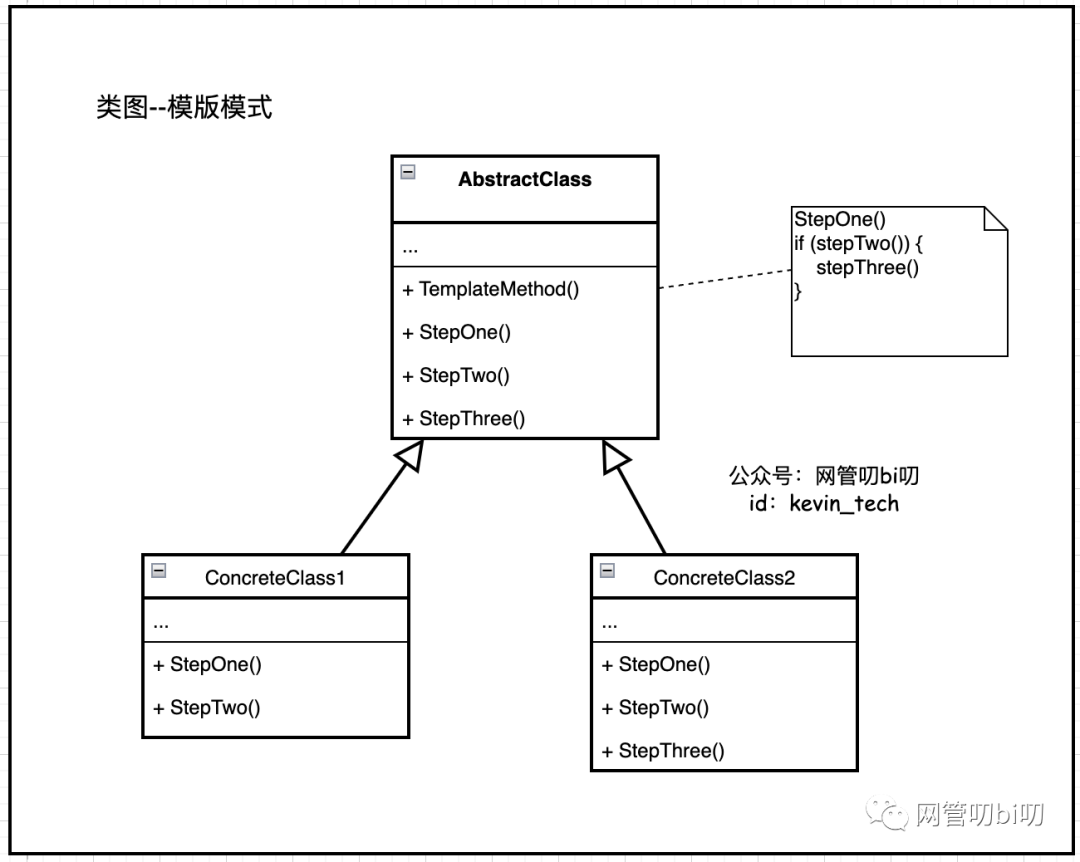 类图--模版模式
AbstractClass
...
+ TemplateMethod()
+ StepOne()
+ StepTwo()
+ StepThree()
StepOne()
if (stepTwo()) {
stepThree()
}
公众号：网管叨bi叨
id：kevin_tech
ConcreteClass1
...
+ StepOne()
+ StepTwo()
ConcreteClass2
...
+ StepOne()
+ StepTwo()
+ StepThree()
网管叨bi叨